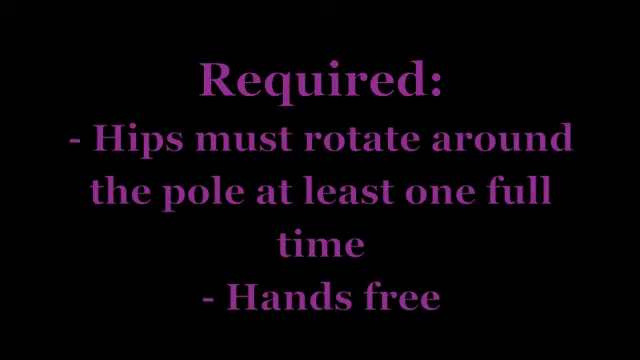 Required:
- Hips must rotate around
the pole at least one full
time
- Hands free